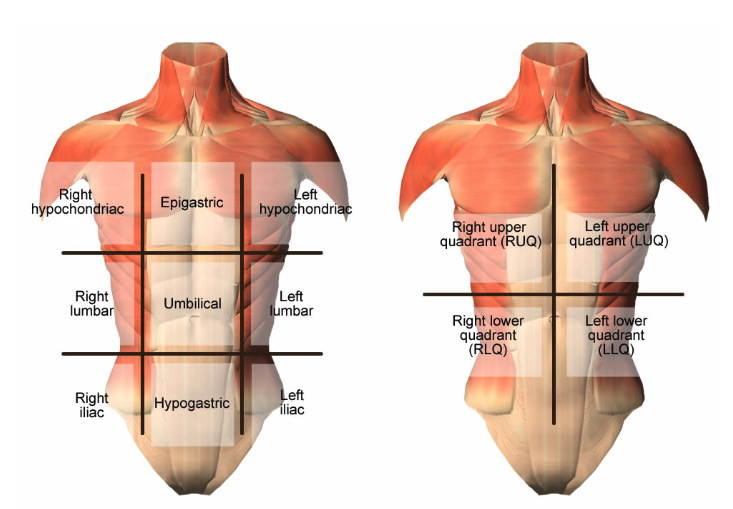 Right
hypochondriac
Epigastric
Left
hypochondriac
Right
lumbar
Umbilical
Left
lumbar
Right
iliac
Hypogastric
Left
iliac
Right upper
quadrant (RUQ)
Left upper
quadrant (LUQ)
Right lower
quadrant
(RLQ)
Left lower
quadrant
(LLQ)